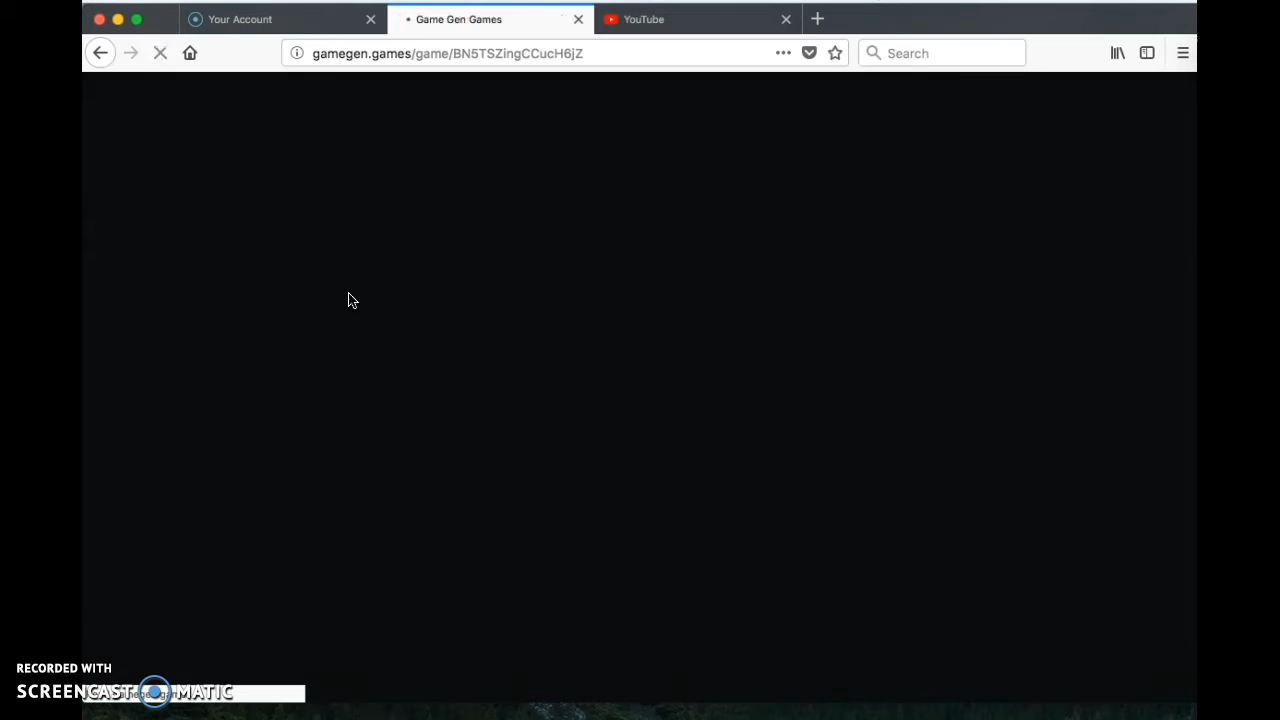 Your Account
Game Gen Games
YouTube
gamegen.games/game/BN5TSZingCCucH6jZ
Search
RECORDED WITH
SCREENCAST MATIC